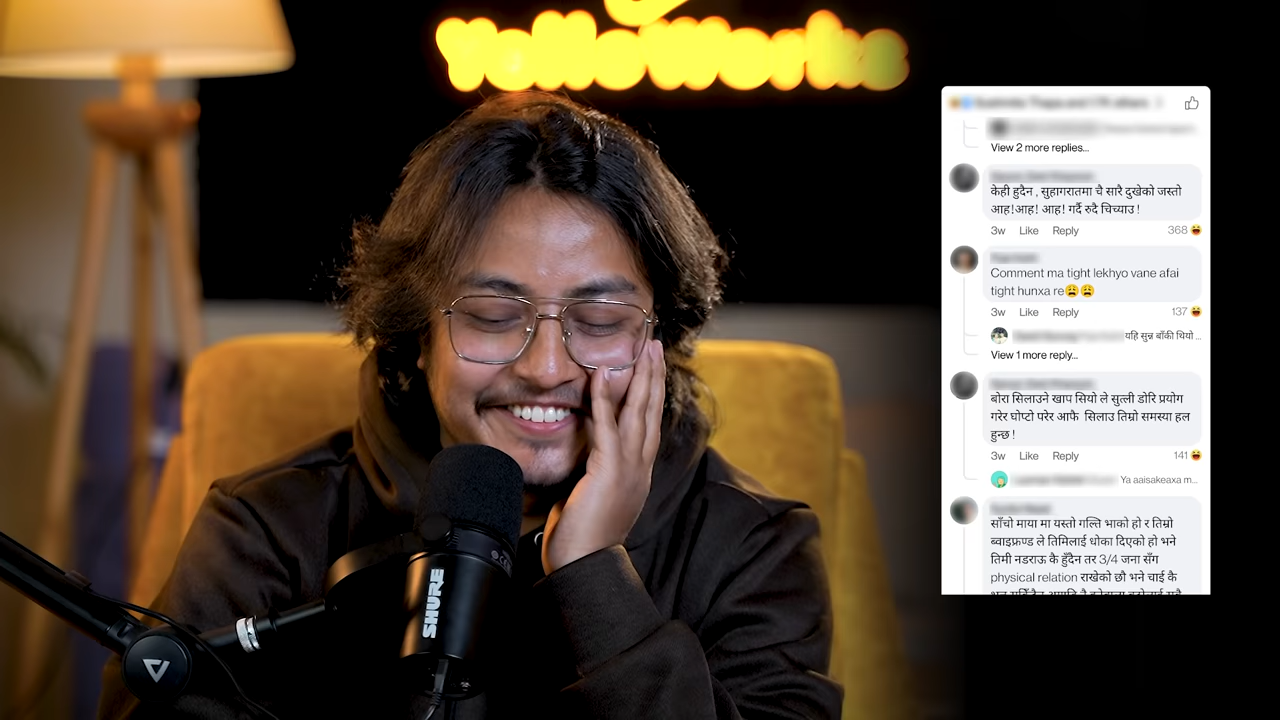 SHURE
View 2 more replies...
केही हुदैन , सुहागरातमा चै सारै दुखेको जस्तो
आह!आह! आह! गर्दै रुदै चिच्याउ !
3w Like Reply 368
Comment ma tight lekhyo vane afai
tight hunxa re😩😩
3w Like Reply 137
यहि सुन्न बाँकी थियो ...
View 1 more reply...
बोरा सिलाउने खाप सियो ले सुत्ली डोरि प्रयोग
गरेर घोप्टो परेर आफै सिलाउ तिम्रो समस्या हल
हुन्छ !
3w Like Reply 141
Ya aaisakeaxa m...
साँचो माया मा यस्तो गल्ति भाको हो र तिम्रो
ब्वाइफ्रण्ड ले तिमिलाई धोका दिएको हो भने
तिमी नडराऊ कै हुँदैन तर 3/4 जना सँग
physical relation राखेको छौ भने चाई कै